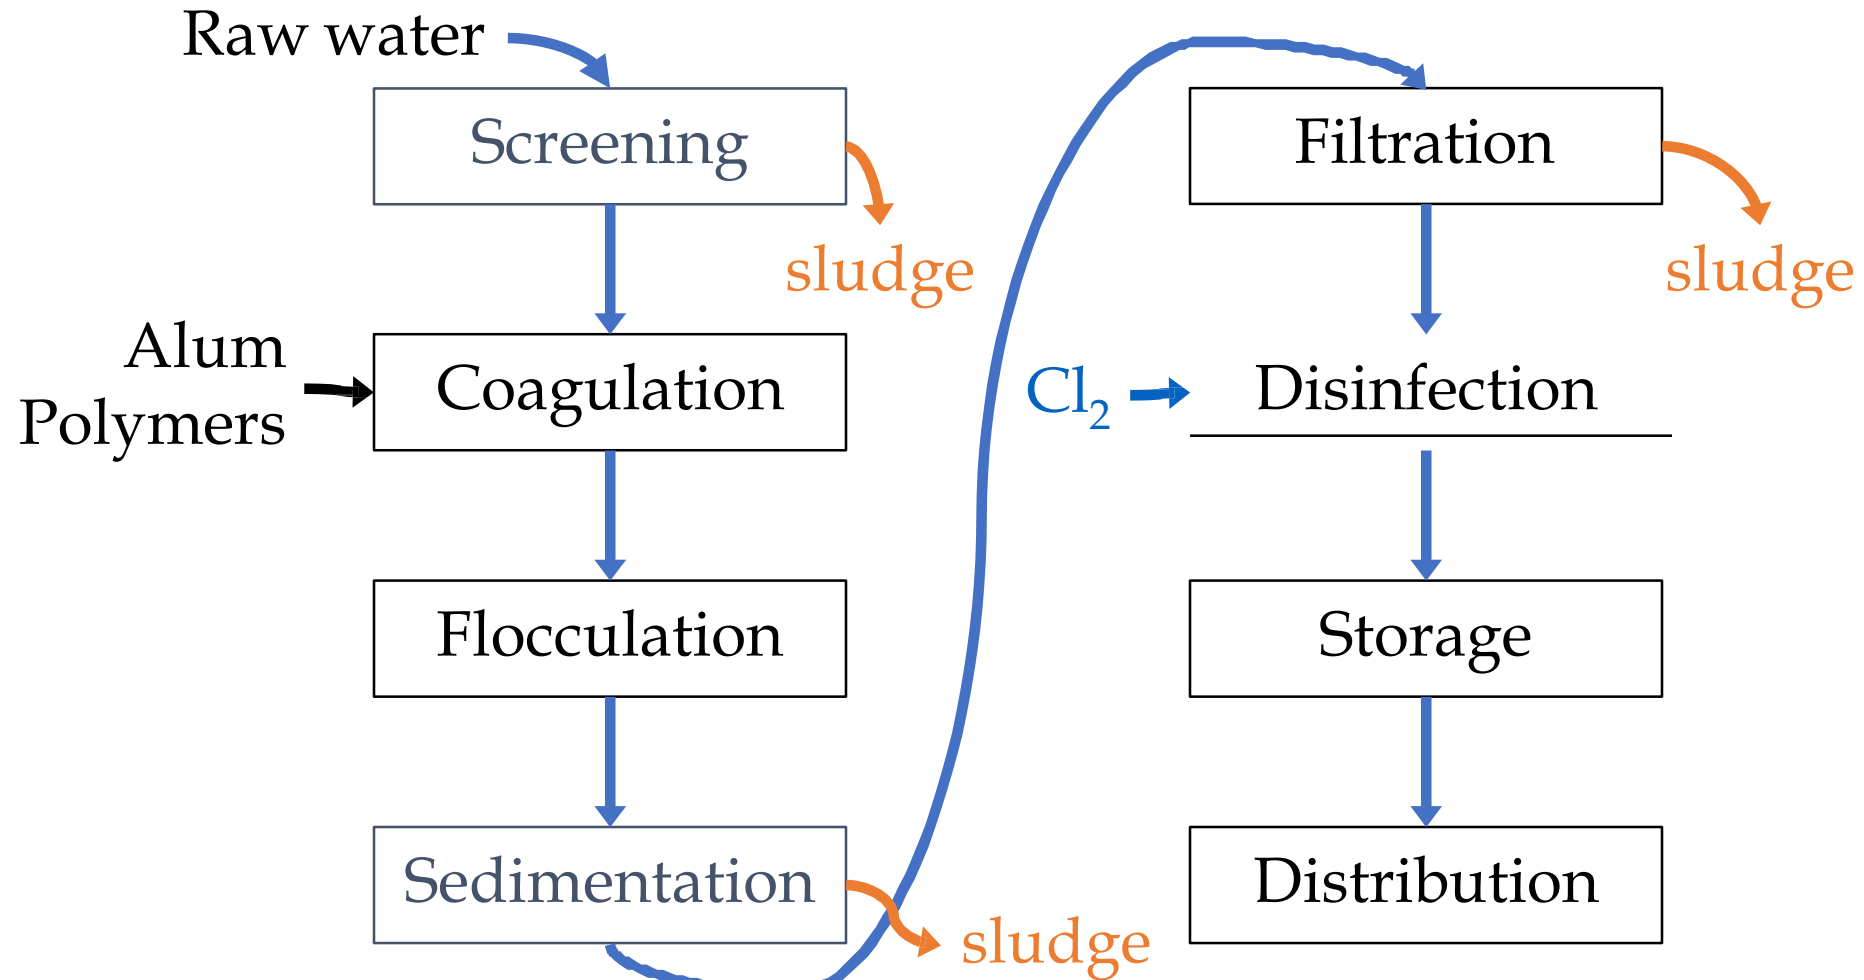 Raw water
Screening
sludge
Alum
Polymers
Coagulation
Flocculation
Sedimentation
sludge
Filtration
sludge
Cl₂
Disinfection
Storage
Distribution